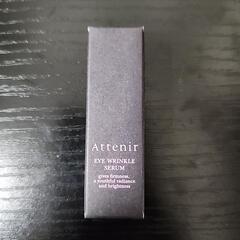 Attenir
EYE WRINKLE
SERUM
gives firmness,
a youthful radiance
and brightness